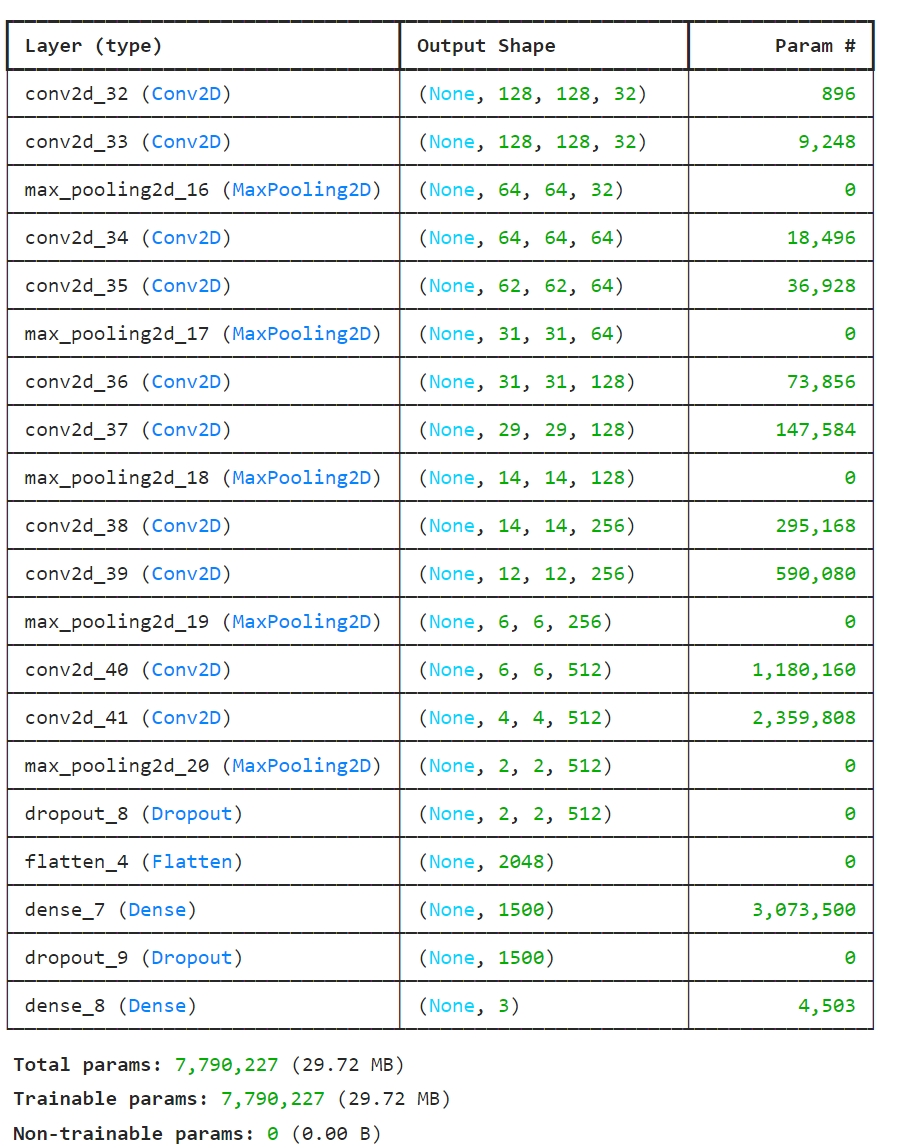 Layer (type) Output Shape Param #
conv2d_32 (Conv2D) (None, 128, 128, 32) 896
conv2d_33 (Conv2D) (None, 128, 128, 32) 9,248
max_pooling2d_16 (MaxPooling2D) (None, 64, 64, 32) 0
conv2d_34 (Conv2D) (None, 64, 64, 64) 18,496
conv2d_35 (Conv2D) (None, 62, 62, 64) 36,928
max_pooling2d_17 (MaxPooling2D) (None, 31, 31, 64) 0
conv2d_36 (Conv2D) (None, 31, 31, 128) 73,856
conv2d_37 (Conv2D) (None, 29, 29, 128) 147,584
max_pooling2d_18 (MaxPooling2D) (None, 14, 14, 128) 0
conv2d_38 (Conv2D) (None, 14, 14, 256) 295,168
conv2d_39 (Conv2D) (None, 12, 12, 256) 590,080
max_pooling2d_19 (MaxPooling2D) (None, 6, 6, 256) 0
conv2d_40 (Conv2D) (None, 6, 6, 512) 1,180,160
conv2d_41 (Conv2D) (None, 4, 4, 512) 2,359,808
max_pooling2d_20 (MaxPooling2D) (None, 2, 2, 512) 0
dropout_8 (Dropout) (None, 2, 2, 512) 0
flatten_4 (Flatten) (None, 2048) 0
dense_7 (Dense) (None, 1500) 3,073,500
dropout_9 (Dropout) (None, 1500) 0
dense_8 (Dense) (None, 3) 4,503
Total params: 7,790,227 (29.72 MB)
Trainable params: 7,790,227 (29.72 MB)
Non-trainable params: 0 (0.00 B)